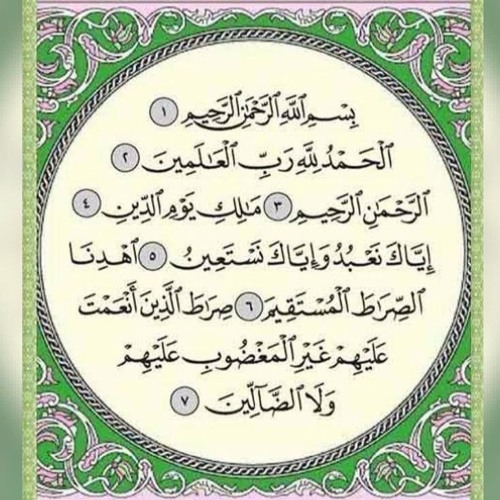 بِسْمِ ٱللَّهِ ٱلرَّحْمَٰنِ ٱلرَّحِيمِ ١
ٱلْحَمْدُ لِلَّهِ رَبِّ ٱلْعَٰلَمِينَ ٢
ٱلرَّحْمَٰنِ ٱلرَّحِيمِ ٣ مَٰلِكِ يَوْمِ ٱلدِّينِ ٤
إِيَّاكَ نَعْبُدُ وَإِيَّاكَ نَسْتَعِينُ ٥ ٱهْدِنَا
ٱلصِّرَٰطَ ٱلْمُسْتَقِيمَ ٦ صِرَٰطَ ٱلَّذِينَ أَنْعَمْتَ
عَلَيْهِمْ غَيْرِ ٱلْمَغْضُوبِ عَلَيْهِمْ
وَلَا ٱلضَّآلِّينَ ٧